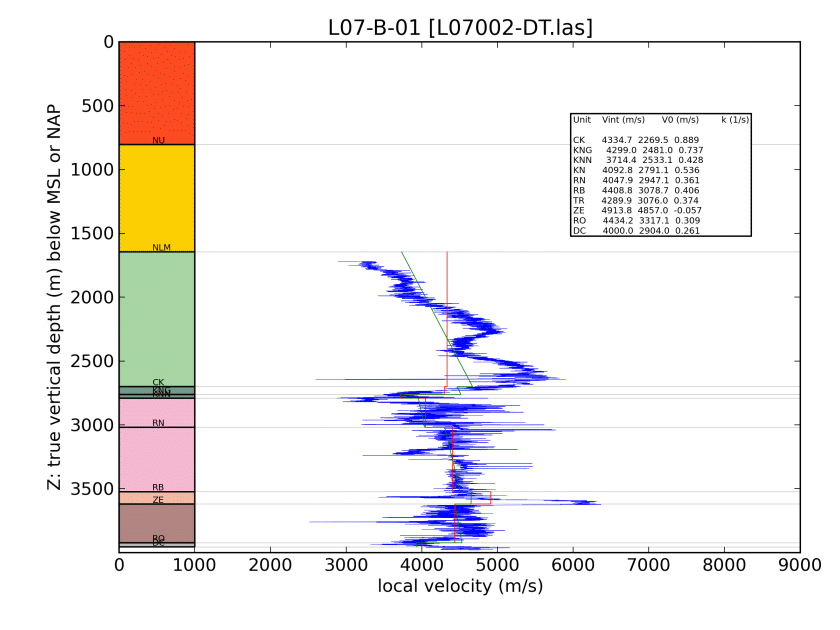 L07-B-01 [L07002-DT.las]
Z: true vertical depth (m) below MSL or NAP
0
500
1000
1500
2000
2500
3000
3500
NU
NLM
CK
KNG
KNN
RN
RB
ZE
RO
DC
Unit Vint (m/s) V0 (m/s) k (1/s)
CK 4334.7 2269.5 0.889
KNG 4299.0 2481.0 0.737
KNN 3714.4 2533.1 0.428
KN 4092.8 2791.1 0.536
RN 4047.9 2947.1 0.361
RB 4408.8 3078.7 0.406
TR 4289.9 3076.0 0.374
ZE 4913.8 4857.0 -0.057
RO 4434.2 3317.1 0.309
DC 4000.0 2904.0 0.261
0 1000 2000 3000 4000 5000 6000 7000 8000 9000
local velocity (m/s)